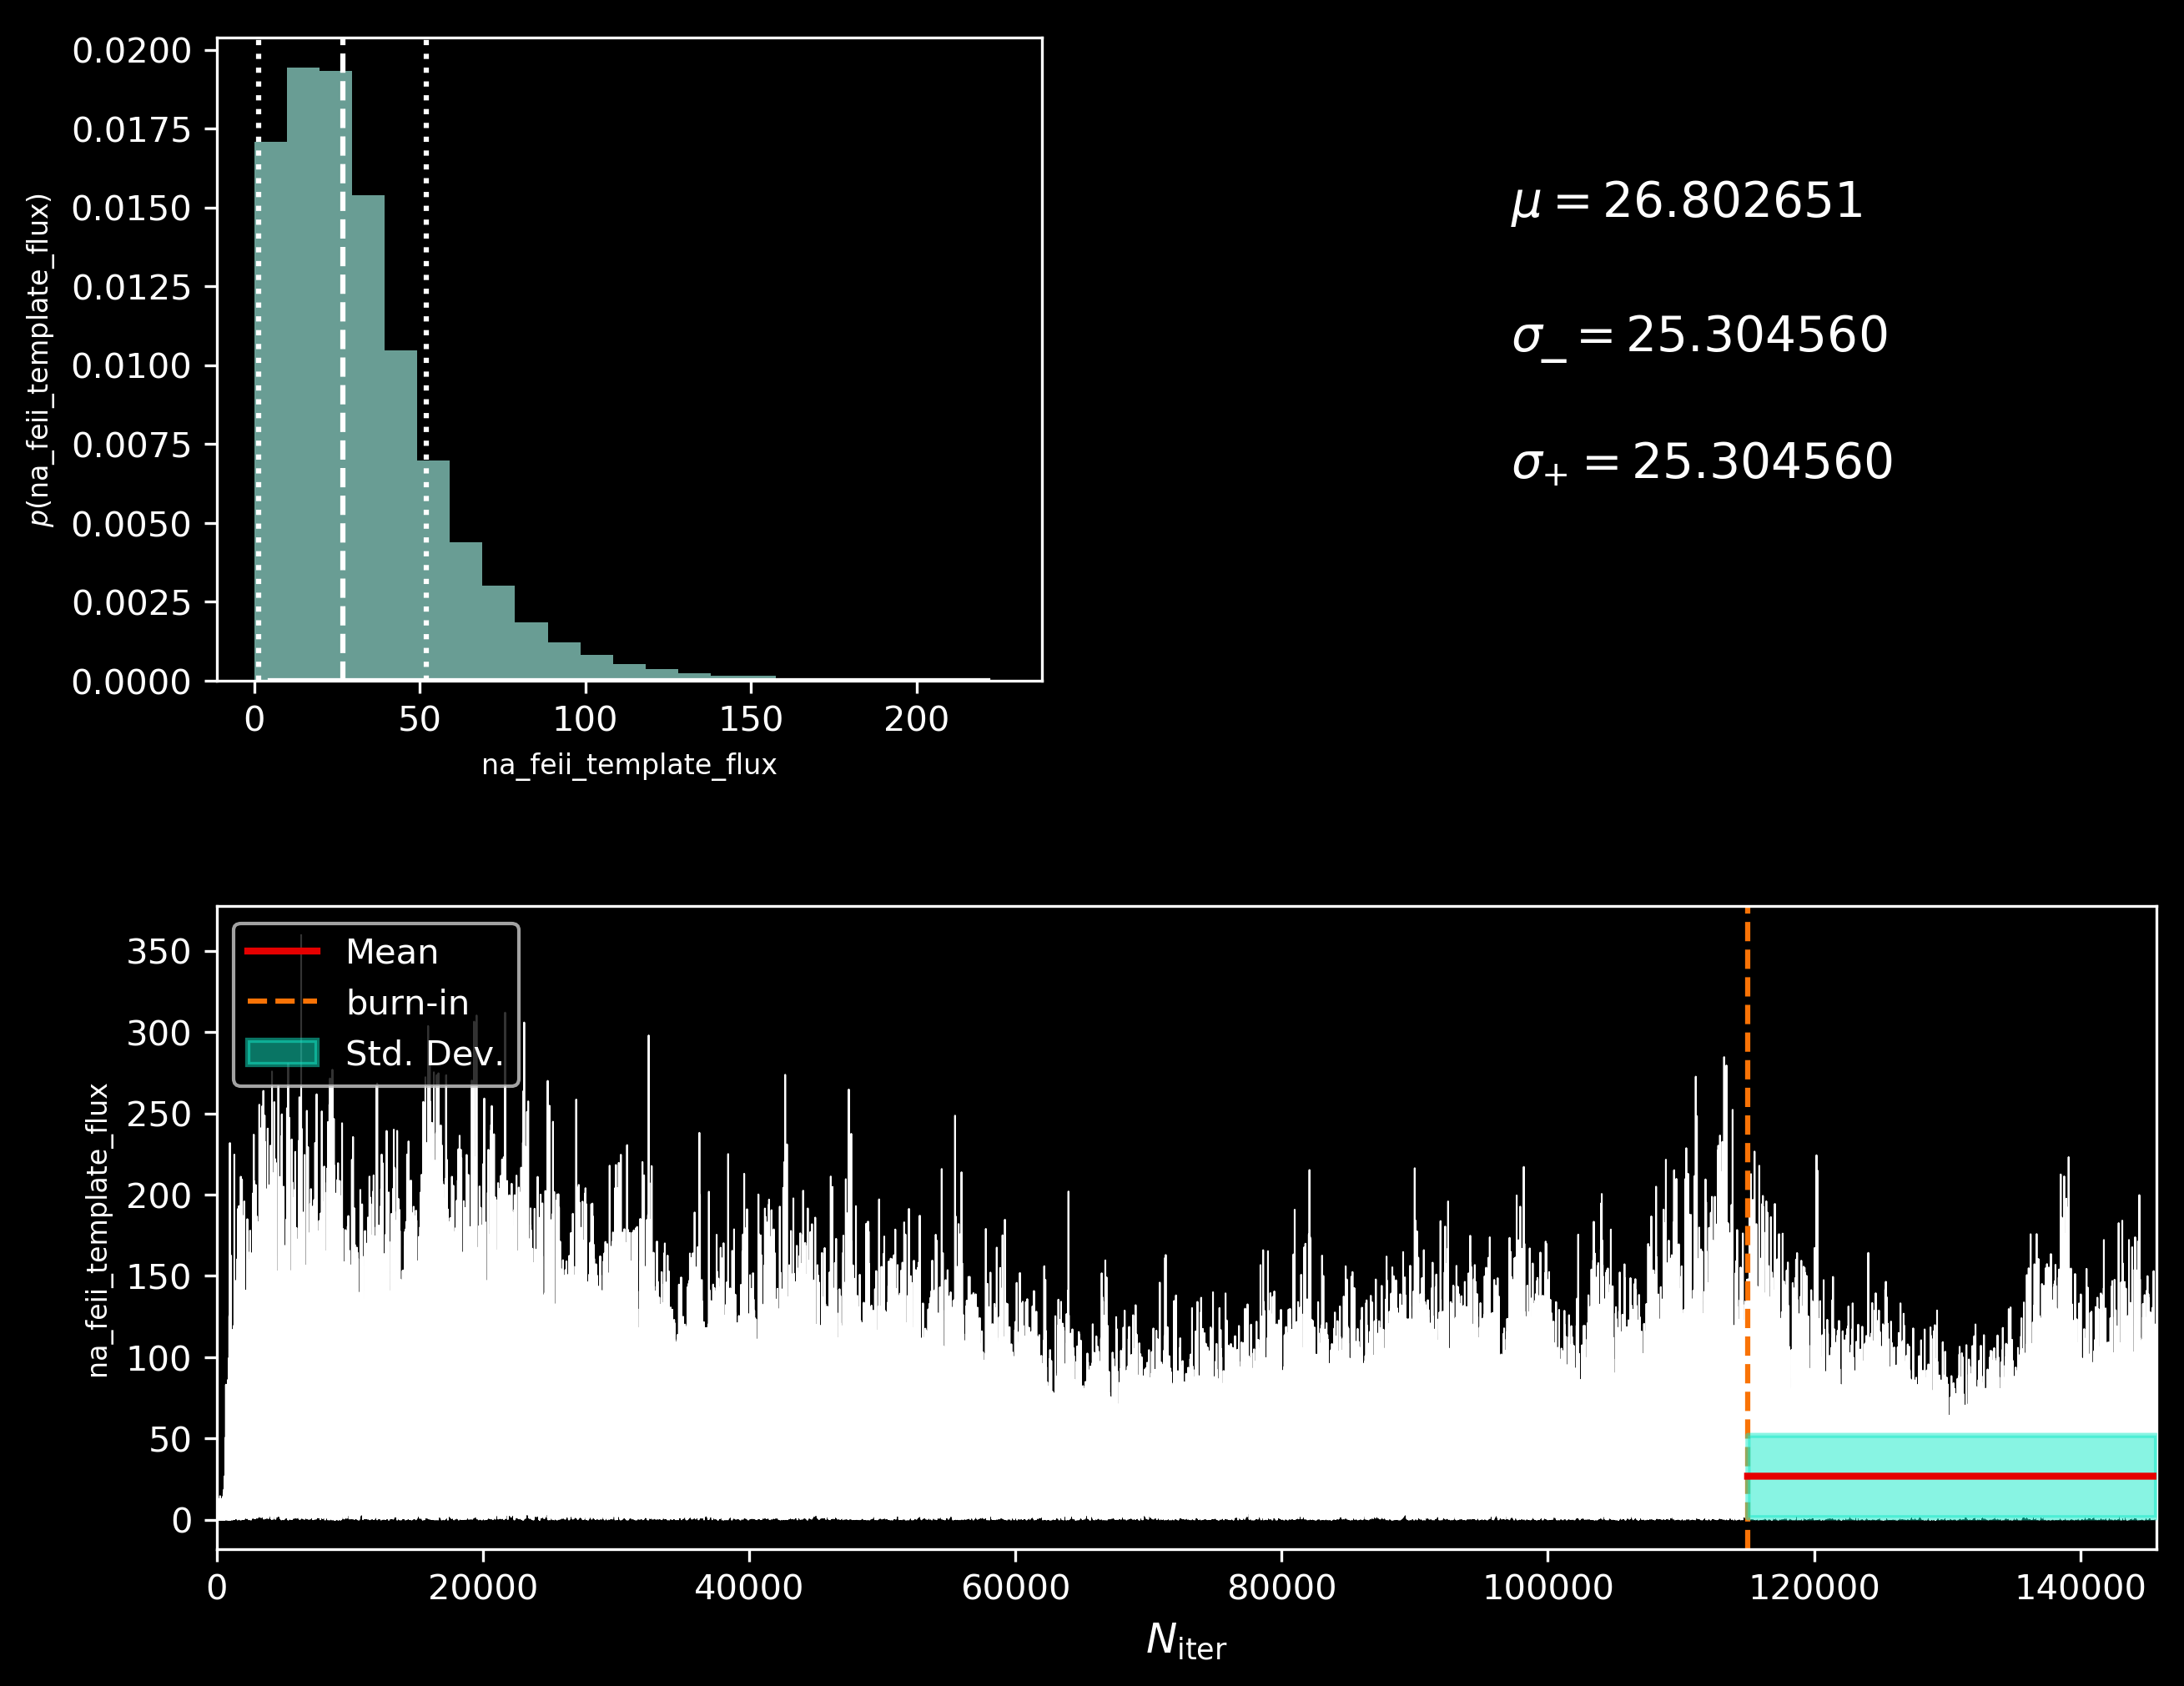 0.0200
0.0175
0.0150
0.0125
0.0100
0.0075
0.0050
0.0025
0.0000
p(na_feii_template_flux)
0 50 100 150 200
na_feii_template_flux
μ = 26.802651
σ_ = 25.304560
σ+ = 25.304560
350
300
250
200
150
100
50
0
na_feii_template_flux
Mean
burn-in
Std. Dev.
0 20000 40000 60000 80000 100000 120000 140000
Niter